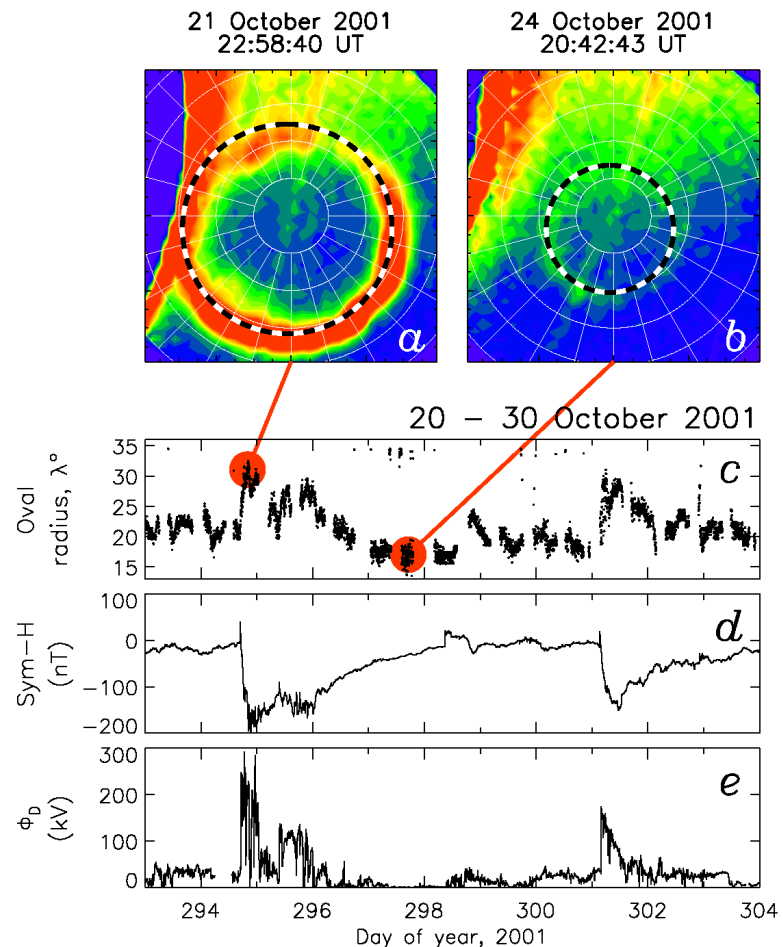 21 October 2001
22:58:40 UT
24 October 2001
20:42:43 UT
a
b
20 – 30 October 2001
Oval
radius, λ°
35
30
25
20
15
c
Sym–H
(nT)
100
0
−100
−200
d
Φ_D
(kV)
300
200
100
0
e
294
296
298
300
302
304
Day of year, 2001